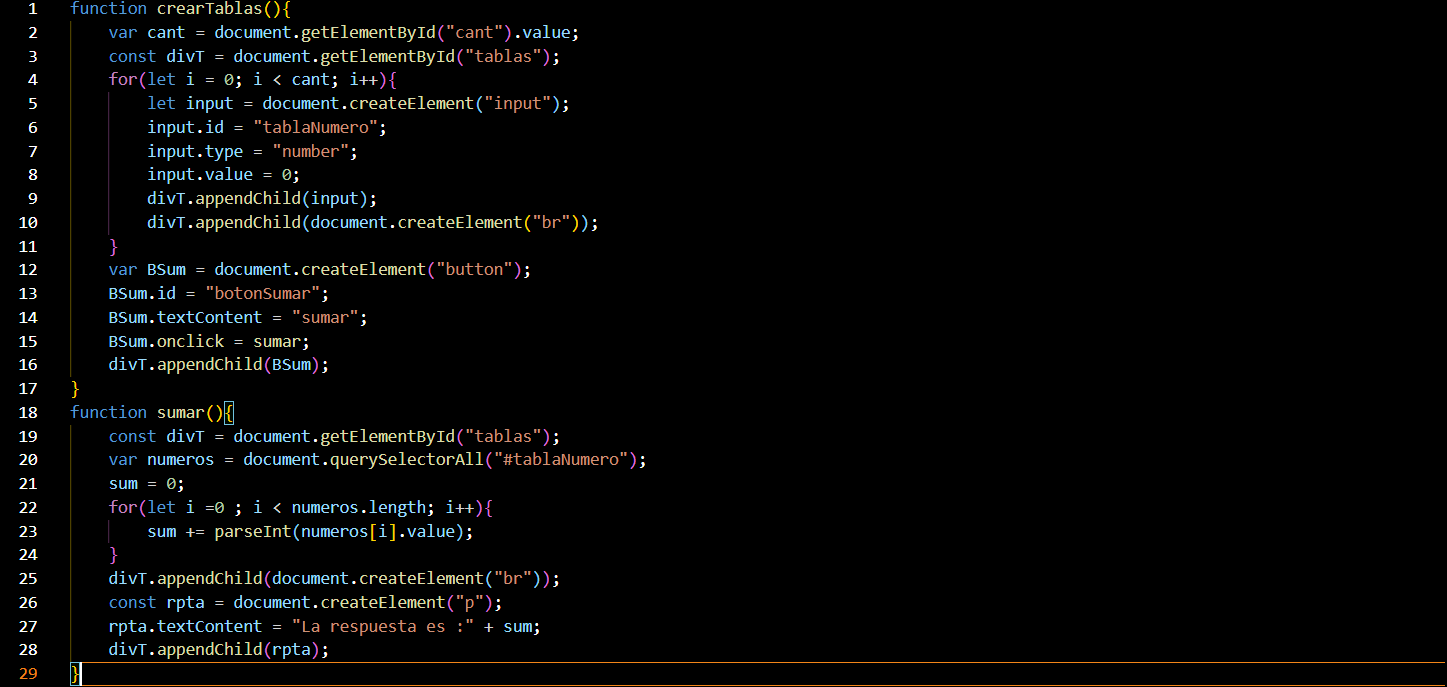 1 function crearTablas(){
2     var cant = document.getElementById("cant").value;
3     const divT = document.getElementById("tablas");
4     for(let i = 0; i < cant; i++){
5         let input = document.createElement("input");
6         input.id = "tablaNumero";
7         input.type = "number";
8         input.value = 0;
9         divT.appendChild(input);
10         divT.appendChild(document.createElement("br"));
11     }
12     var BSum = document.createElement("button");
13     BSum.id = "botonSumar";
14     BSum.textContent = "sumar";
15     BSum.onclick = sumar;
16     divT.appendChild(BSum);
17 }
18 function sumar(){
19     const divT = document.getElementById("tablas");
20     var numeros = document.querySelectorAll("#tablaNumero");
21     sum = 0;
22     for(let i =0 ; i < numeros.length; i++){
23         sum += parseInt(numeros[i].value);
24     }
25     divT.appendChild(document.createElement("br"));
26     const rpta = document.createElement("p");
27     rpta.textContent = "La respuesta es :" + sum;
28     divT.appendChild(rpta);
29 }